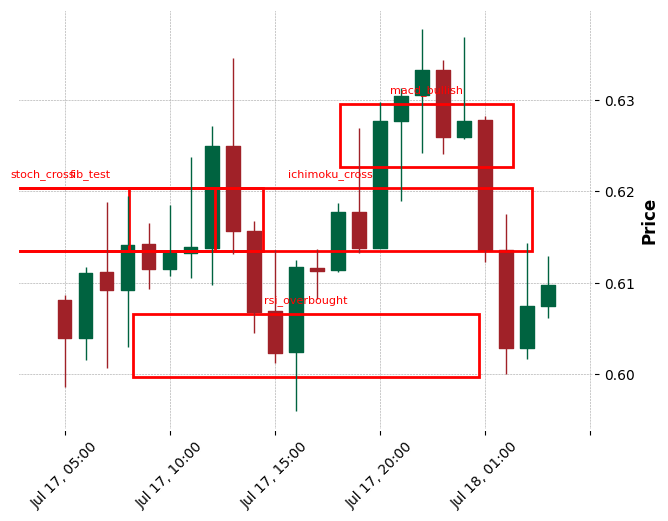 macd_bullish
0.63
stoch_cross
fib_test
ichimoku_cross
0.62
Price
0.61
rsi_overbought
0.60
Jul 17, 05:00
Jul 17, 10:00
Jul 17, 15:00
Jul 17, 20:00
Jul 18, 01:00